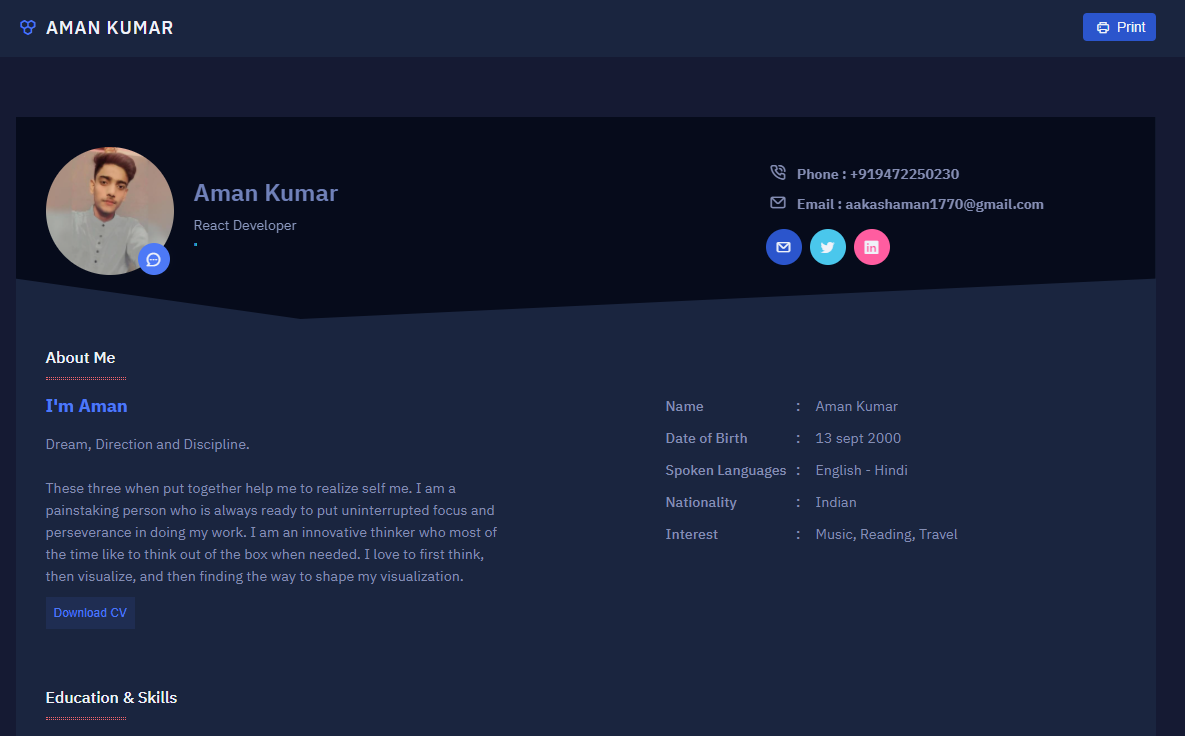 AMAN KUMAR
Print
Aman Kumar
React Developer
Phone : +919472250230
Email : aakashaman1770@gmail.com
in
About Me
I'm Aman
Dream, Direction and Discipline.
These three when put together help me to realize self me. I am a
painstaking person who is always ready to put uninterrupted focus and
perseverance in doing my work. I am an innovative thinker who most of
the time like to think out of the box when needed. I love to first think,
then visualize, and then finding the way to shape my visualization.
Download CV
Name : Aman Kumar
Date of Birth : 13 sept 2000
Spoken Languages : English - Hindi
Nationality : Indian
Interest : Music, Reading, Travel
Education & Skills